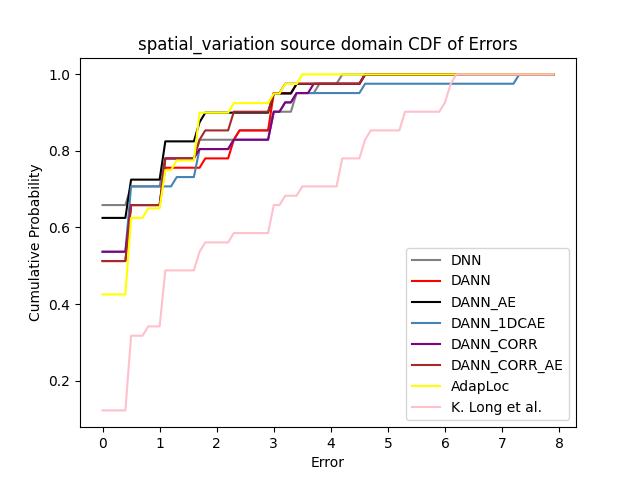 spatial_variation source domain CDF of Errors
1.0
0.8
0.6
0.4
0.2
Cumulative Probability
0 1 2 3 4 5 6 7 8
Error
DNN
DANN
DANN_AE
DANN_1DCAE
DANN_CORR
DANN_CORR_AE
AdapLoc
K. Long et al.